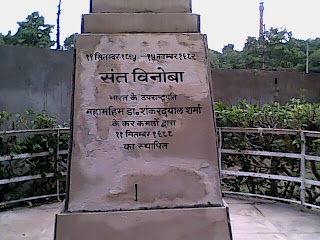 ११ सितम्बर १८९५ - १५ नवम्बर १९८२
संत विनोबा
भारत के उपराष्ट्रपति
महामहिम डा॰ शंकरदयाल शर्मा
के कर कमलों द्वारा
११ सितम्बर १९८८
का स्थापित